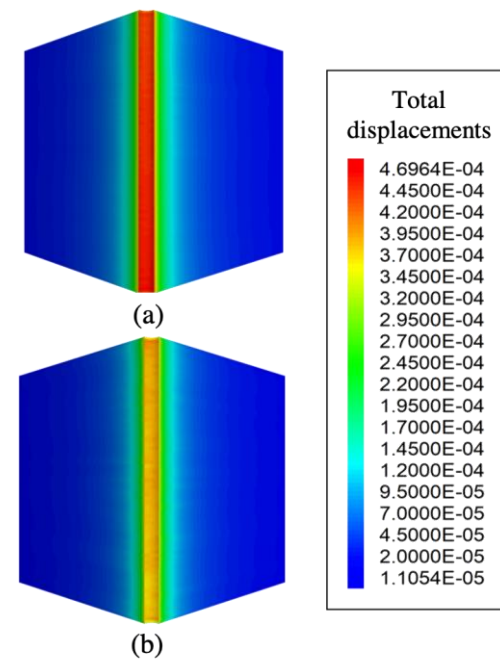 (a)
(b)
Total
displacements
4.6964E-04
4.4500E-04
4.2000E-04
3.9500E-04
3.7000E-04
3.4500E-04
3.2000E-04
2.9500E-04
2.7000E-04
2.4500E-04
2.2000E-04
1.9500E-04
1.7000E-04
1.4500E-04
1.2000E-04
9.5000E-05
7.0000E-05
4.5000E-05
2.0000E-05
1.1054E-05